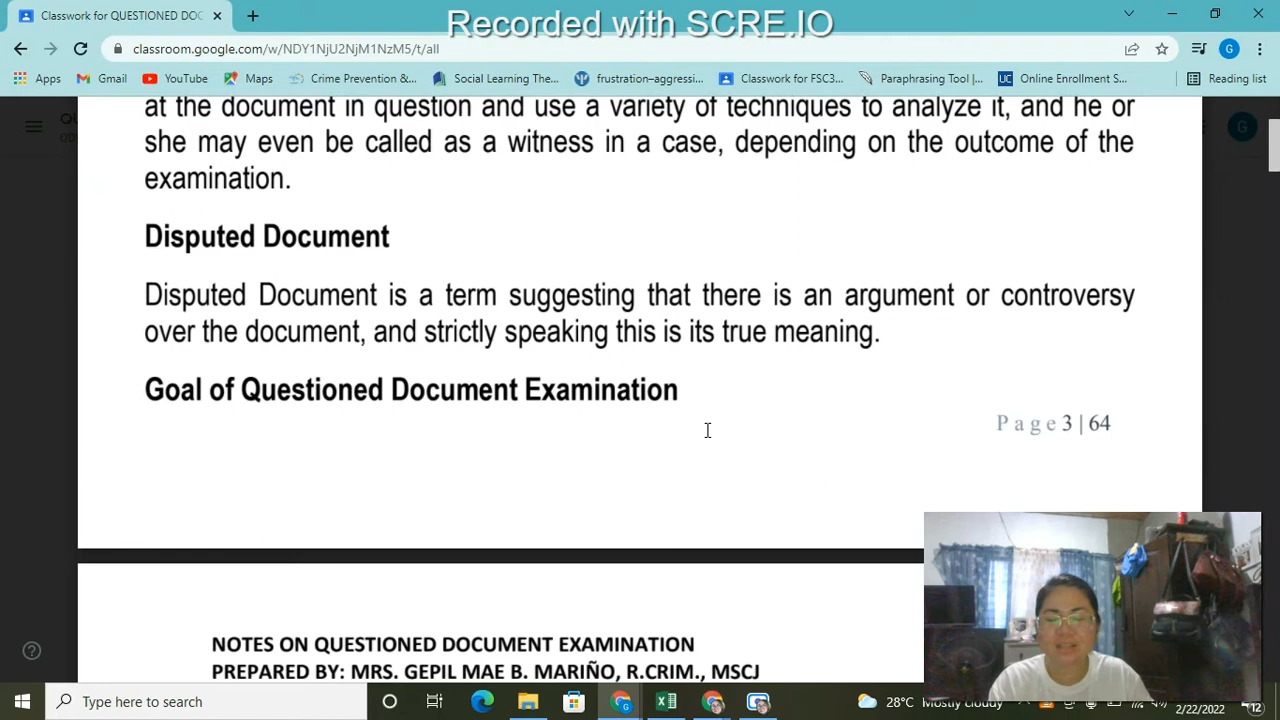 Classwork for QUESTIONED DOC
Recorded with SCRE.IO
classroom.google.com/w/NDY1NjU2NjM1NzM5/t/all
G
Apps
Gmail
YouTube
Maps
Crime Prevention &...
Social Learning The...
frustration–aggressi...
Classwork for FSC3...
Paraphrasing Tool |...
UC
Online Enrollment S...
Reading list
G
at the document in question and use a variety of techniques to analyze it, and he or
she may even be called as a witness in a case, depending on the outcome of the
examination.
Disputed Document
Disputed Document is a term suggesting that there is an argument or controversy
over the document, and strictly speaking this is its true meaning.
Goal of Questioned Document Examination
Page 3 | 64
NOTES ON QUESTIONED DOCUMENT EXAMINATION
PREPARED BY: MRS. GEPIL MAE B. MARIÑO, R.CRIM., MSCJ
Type here to search
28°C Mostly cloudy
2/22/2022
12